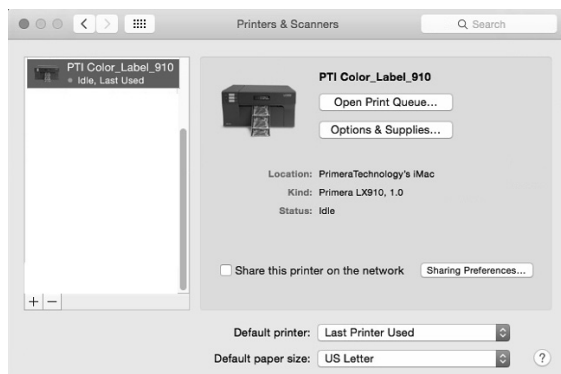 Printers & Scanners
Search
PTI Color_Label_910
Idle, Last Used
PTI Color_Label_910
Open Print Queue...
Options & Supplies...
Location: PrimeraTechnology's iMac
Kind: Primera LX910, 1.0
Status: Idle
Share this printer on the network
Sharing Preferences...
+ −
Default printer: Last Printer Used
Default paper size: US Letter
?